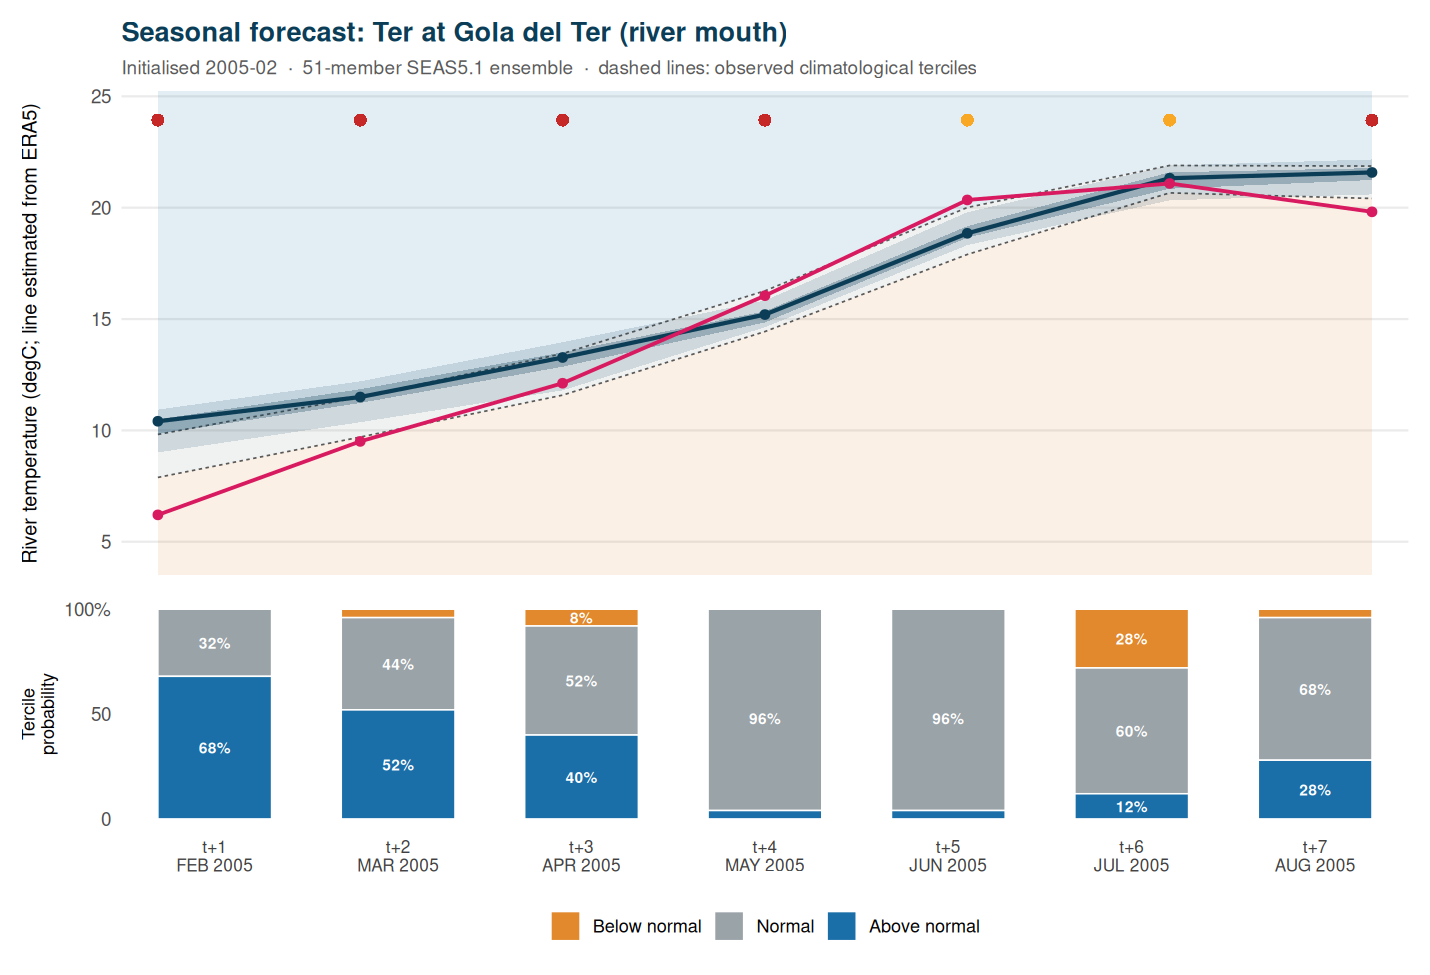 Seasonal forecast: Ter at Gola del Ter (river mouth)
Initialised 2005-02 · 51-member SEAS5.1 ensemble · dashed lines: observed climatological terciles
River temperature (degC; line estimated from ERA5)
25
20
15
10
5
Tercile
probability
100%
50
0
32%
68%
44%
52%
8%
52%
40%
96%
96%
28%
60%
12%
68%
28%
t+1
FEB 2005
t+2
MAR 2005
t+3
APR 2005
t+4
MAY 2005
t+5
JUN 2005
t+6
JUL 2005
t+7
AUG 2005
Below normal
Normal
Above normal